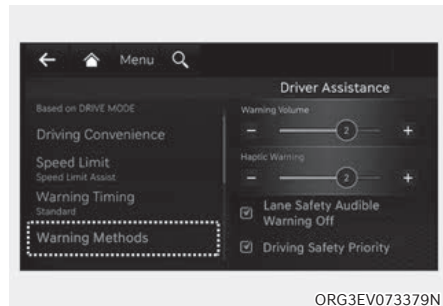 Menu
Driver Assistance
Based on DRIVE MODE
Driving Convenience
Speed Limit
Speed Limit Assist
Warning Timing
Standard
Warning Methods
Warning Volume
- 2 +
Haptic Warning
- 2 +
Lane Safety Audible
Warning Off
Driving Safety Priority
ORG3EV073379N